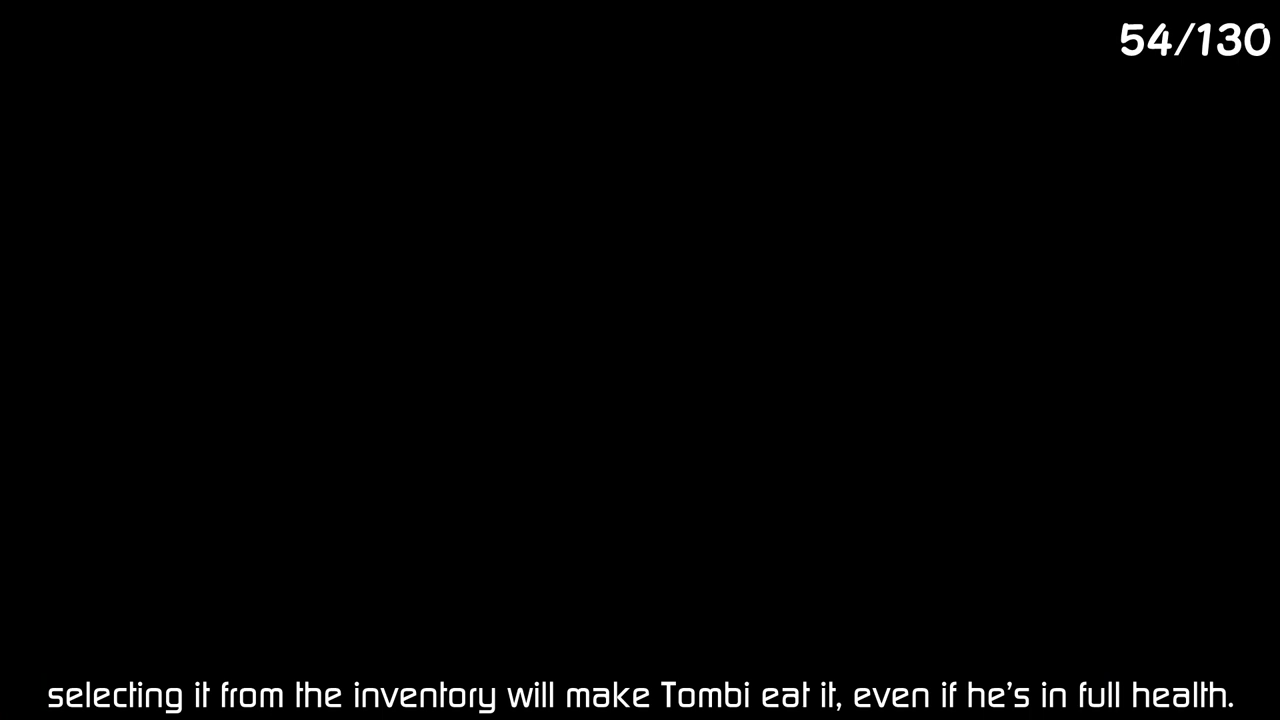 54/130
selecting it from the inventory will make Tombi eat it, even if he's in full health.